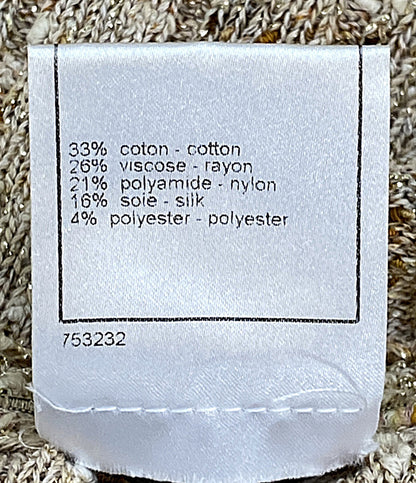 33% coton - cotton
26% viscose - rayon
21% polyamide - nylon
16% soie - silk
4% polyester - polyester
753232